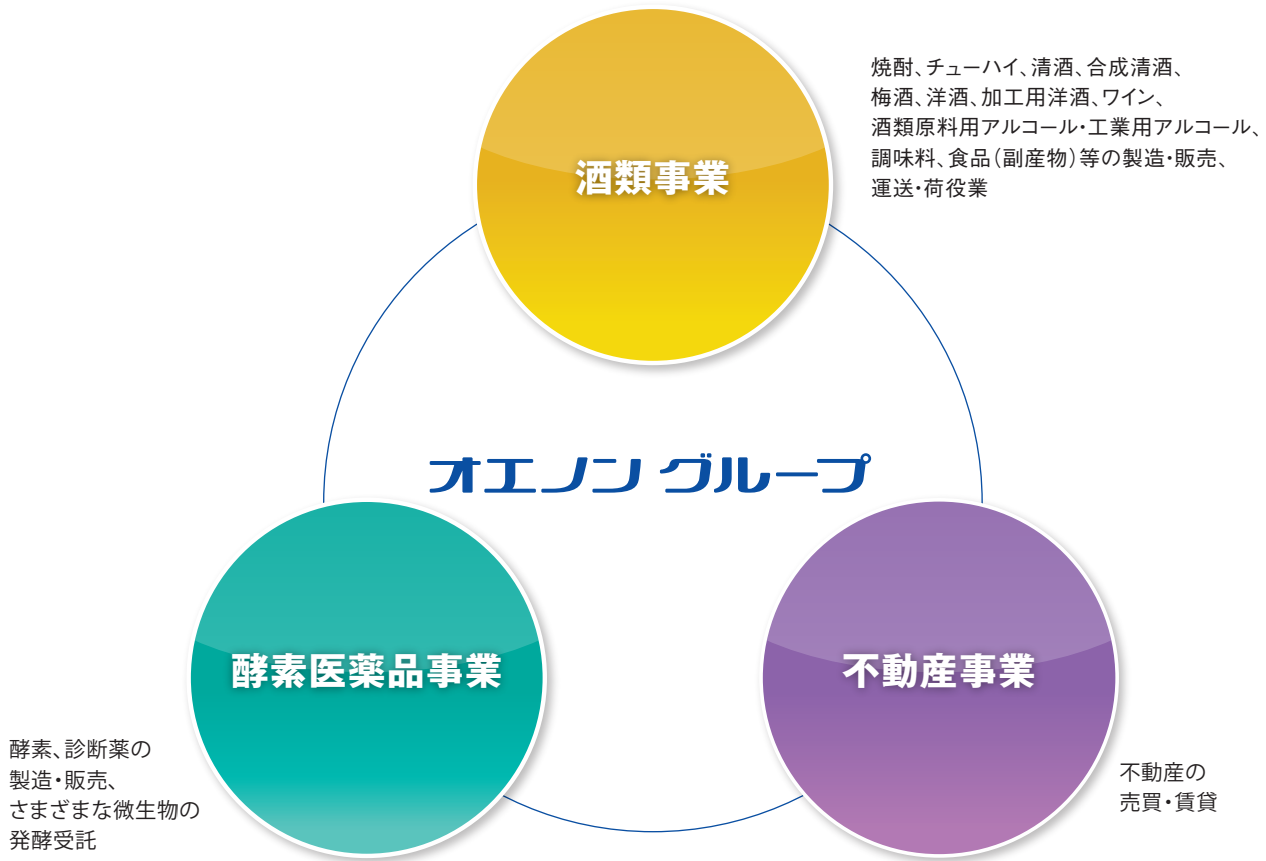 酒類事業
焼酎、チューハイ、清酒、合成清酒、
梅酒、洋酒、加工用洋酒、ワイン、
酒類原料用アルコール・工業用アルコール、
調味料、食品（副産物）等の製造・販売、
運送・荷役業
オエノン グループ
酵素医薬品事業
酵素、診断薬の
製造・販売、
さまざまな微生物の
発酵受託
不動産事業
不動産の
売買・賃貸